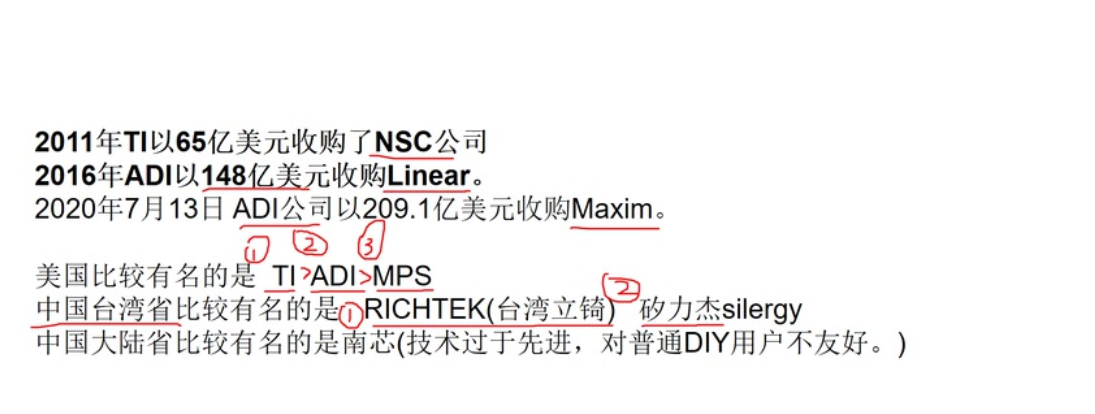 2011年TI以65亿美元收购了NSC公司
2016年ADI以148亿美元收购Linear。
2020年7月13日 ADI公司以209.1亿美元收购Maxim。
① ② ③
美国比较有名的是 TI>ADI>MPS
②
中国台湾省比较有名的是①RICHTEK(台湾立锜) 矽力杰silergy
中国大陆省比较有名的是南芯(技术过于先进，对普通DIY用户不友好。)